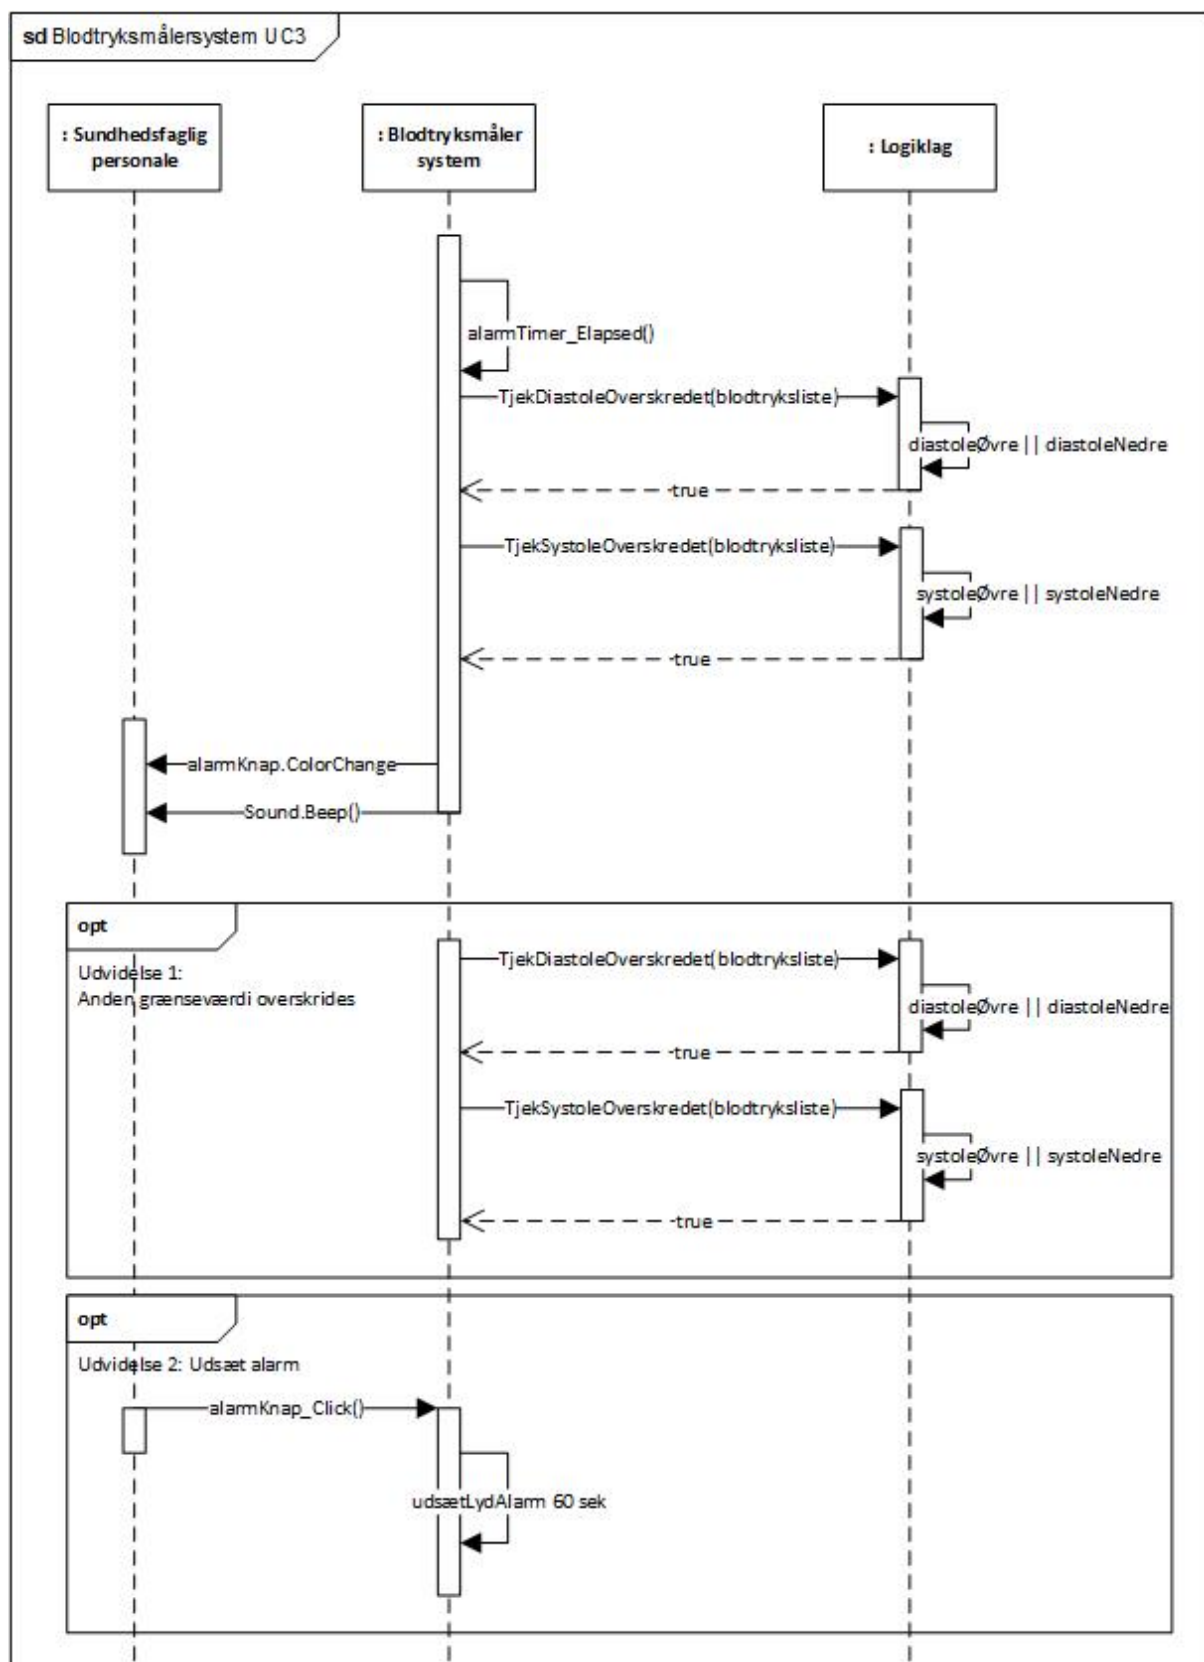 sd Blodtryksmålersystem UC3
: Sundhedsfaglig
personale
: Blodtryksmåler
system
: Logiklag
alarmTimer_Elapsed()
TjekDiastoleOverskredet(blodtryksliste)
diastoleØvre || diastoleNedre
true
TjekSystoleOverskredet(blodtryksliste)
systoleØvre || systoleNedre
true
alarmKnap.ColorChange
Sound.Beep()
opt
Udvidelse 1:
Anden grænseværdi overskrides
TjekDiastoleOverskredet(blodtryksliste)
diastoleØvre || diastoleNedre
true
TjekSystoleOverskredet(blodtryksliste)
systoleØvre || systoleNedre
true
opt
Udvidelse 2: Udsæt alarm
alarmKnap_Click()
udsætLydAlarm 60 sek